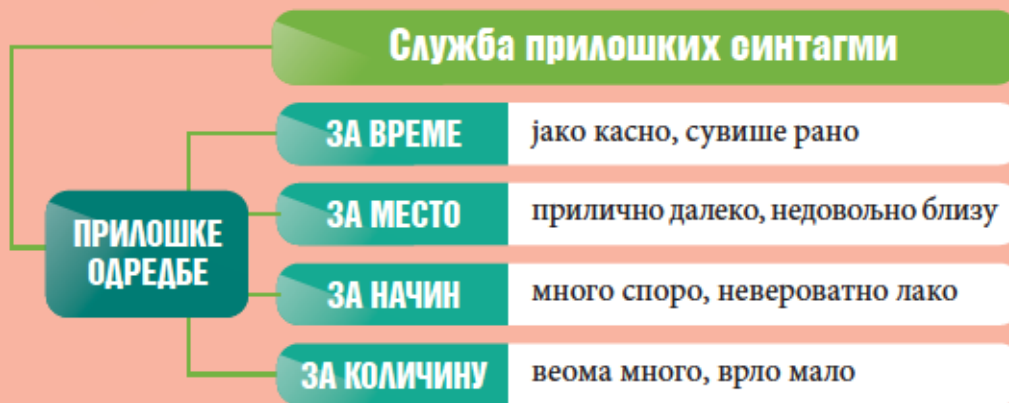 Служба прилошких синтагми
ЗА ВРЕМЕ
јако касно, сувише рано
ПРИЛОШКЕ
ОДРЕДБЕ
ЗА МЕСТО
прилично далеко, недовољно близу
ЗА НАЧИН
много споро, невероватно лако
ЗА КОЛИЧИНУ
веома много, врло мало